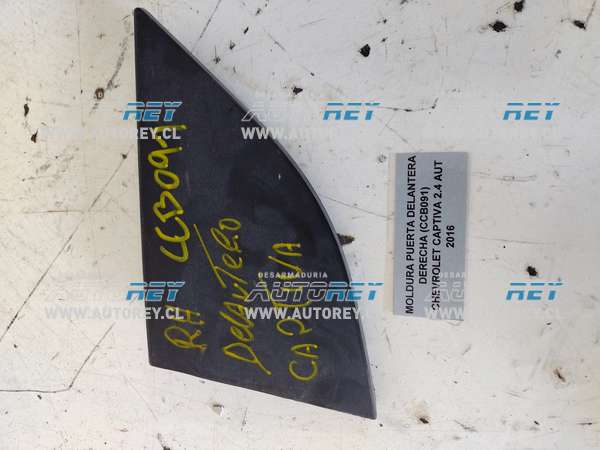 RH CCB091
DELANTERO
CAPTIVA
MOLDURA PUERTA DELANTERA
DERECHA (CCB091)
CHEVROLET CAPTIVA 2.4 AUT
2016
DESARMADURIA
AUTOREY
WWW.AUTOREY.CL